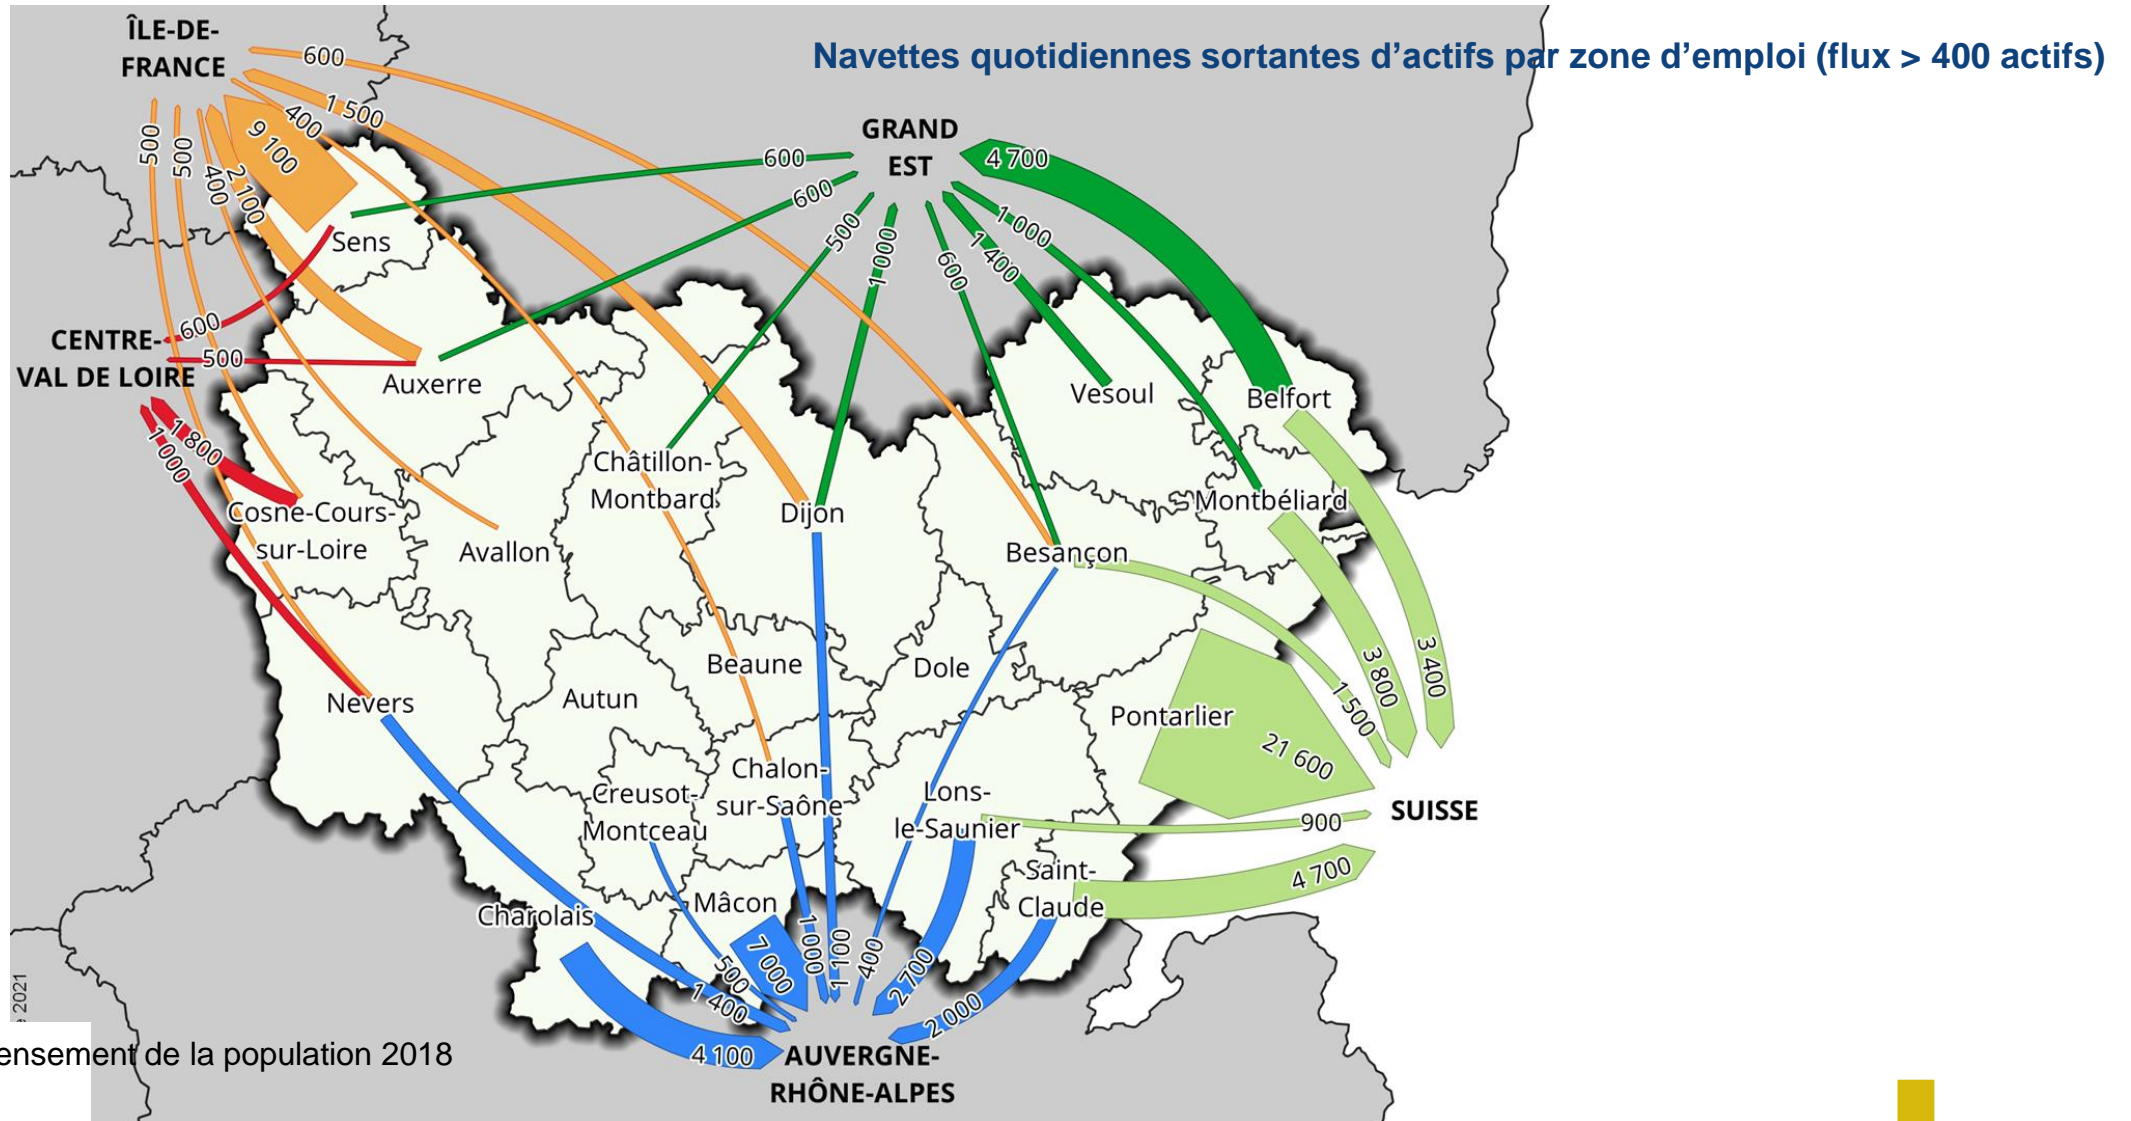 Navettes quotidiennes sortantes d'actifs par zone d'emploi (flux > 400 actifs)
ÎLE-DE-
FRANCE
600
1 500
400
9 100
500
500
400
2 100
GRAND
EST
600
600
500
1 000
600
1 400
1 000
4 700
CENTRE-
VAL DE LOIRE
600
500
1 800
1 000
Sens
Auxerre
Vesoul
Belfort
Châtillon-
Montbard
Dijon
Montbéliard
Cosne-Cours-
sur-Loire
Avallon
Besançon
Beaune
Dole
Nevers
Autun
Pontarlier
21 600
1 500
3 800
3 400
Chalon-
sur-Saône
Creusot-
Montceau
Lons-
le-Saunier
SUISSE
900
4 700
Saint-
Claude
Charolais
Mâcon
7 000
500
1 400
4 100
1 000
1 100
400
2 700
2 000
AUVERGNE-
RHÔNE-ALPES
2021
ensement de la population 2018